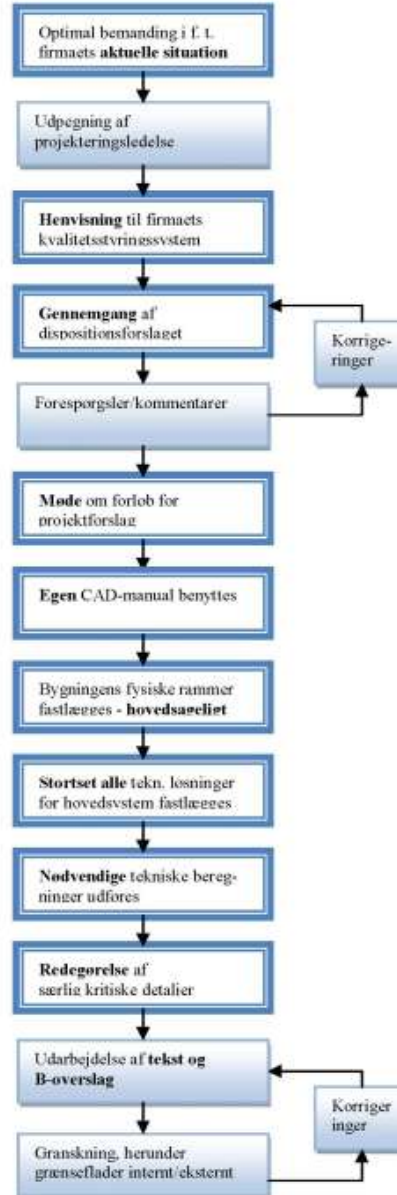 Optimal bemanding i f. t.
firmaets aktuelle situation
Udpegning af
projekteringsledelse
Henvisning til firmaets
kvalitetsstyringssystem
Gennemgang af
dispositionsforslaget
Korrige-
ringer
Forespørgsler/kommentarer
Møde om forløb for
projektforslag
Egen CAD-manual benyttes
Bygningens fysiske rammer
fastlægges - hovedsageligt
Stortset alle tekn. løsninger
for hovedsystem fastlægges
Nødvendige tekniske bereg-
ninger udføres
Redegørelse af
særlig kritiske detaljer
Udarbejdelse af tekst og
B-overslag
Korriger
inger
Granskning, herunder
grænseflader internt/eksternt